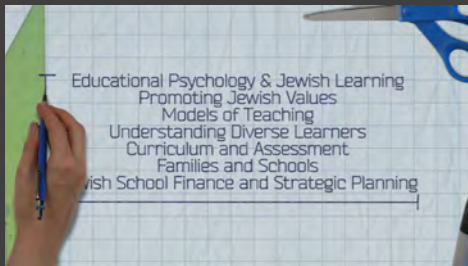 Educational Psychology & Jewish Learning
Promoting Jewish Values
Models of Teaching
Understanding Diverse Learners
Curriculum and Assessment
Families and Schools
School Finance and Strategic Planning